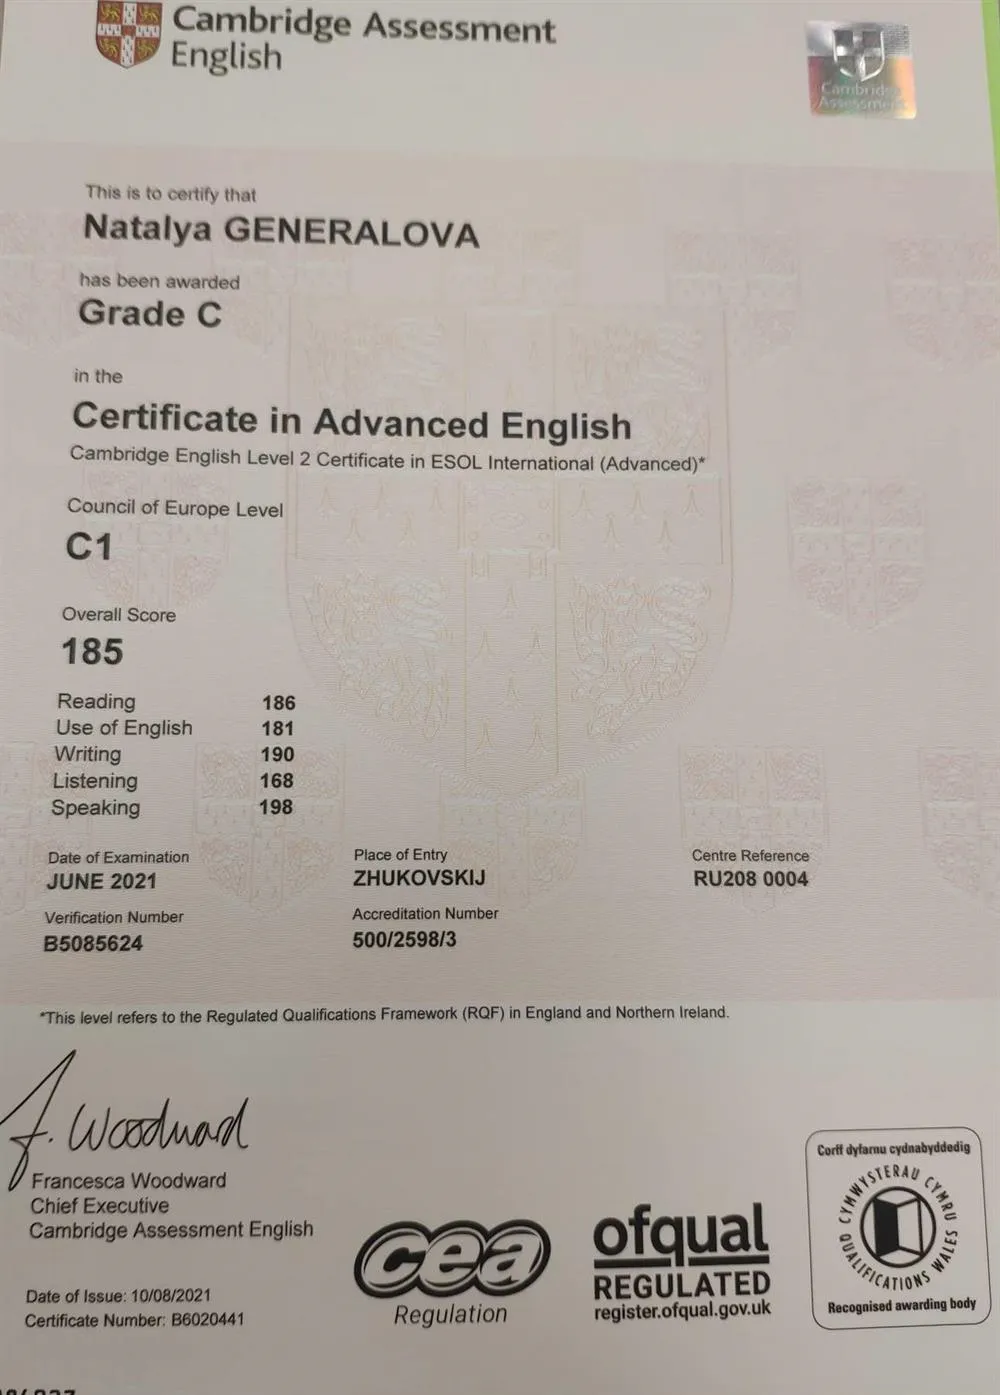 Cambridge Assessment
English
Cambridge
Assessment
This is to certify that
Natalya GENERALOVA
has been awarded
Grade C
in the
Certificate in Advanced English
Cambridge English Level 2 Certificate in ESOL International (Advanced)*
Council of Europe Level
C1
Overall Score
185
Reading 186
Use of English 181
Writing 190
Listening 168
Speaking 198
Date of Examination Place of Entry Centre Reference
JUNE 2021 ZHUKOVSKIJ RU208 0004
Verification Number Accreditation Number
B5085624 500/2598/3
*This level refers to the Regulated Qualifications Framework (RQF) in England and Northern Ireland.
F. Woodward
Francesca Woodward
Chief Executive
Cambridge Assessment English
Date of Issue: 10/08/2021
Certificate Number: B6020441
cea
Regulation
ofqual
REGULATED
register.ofqual.gov.uk
Corff dyfarnu cydnabyddedig
CYMWYSTERAU CYMRU
QUALIFICATIONS WALES
Recognised awarding body